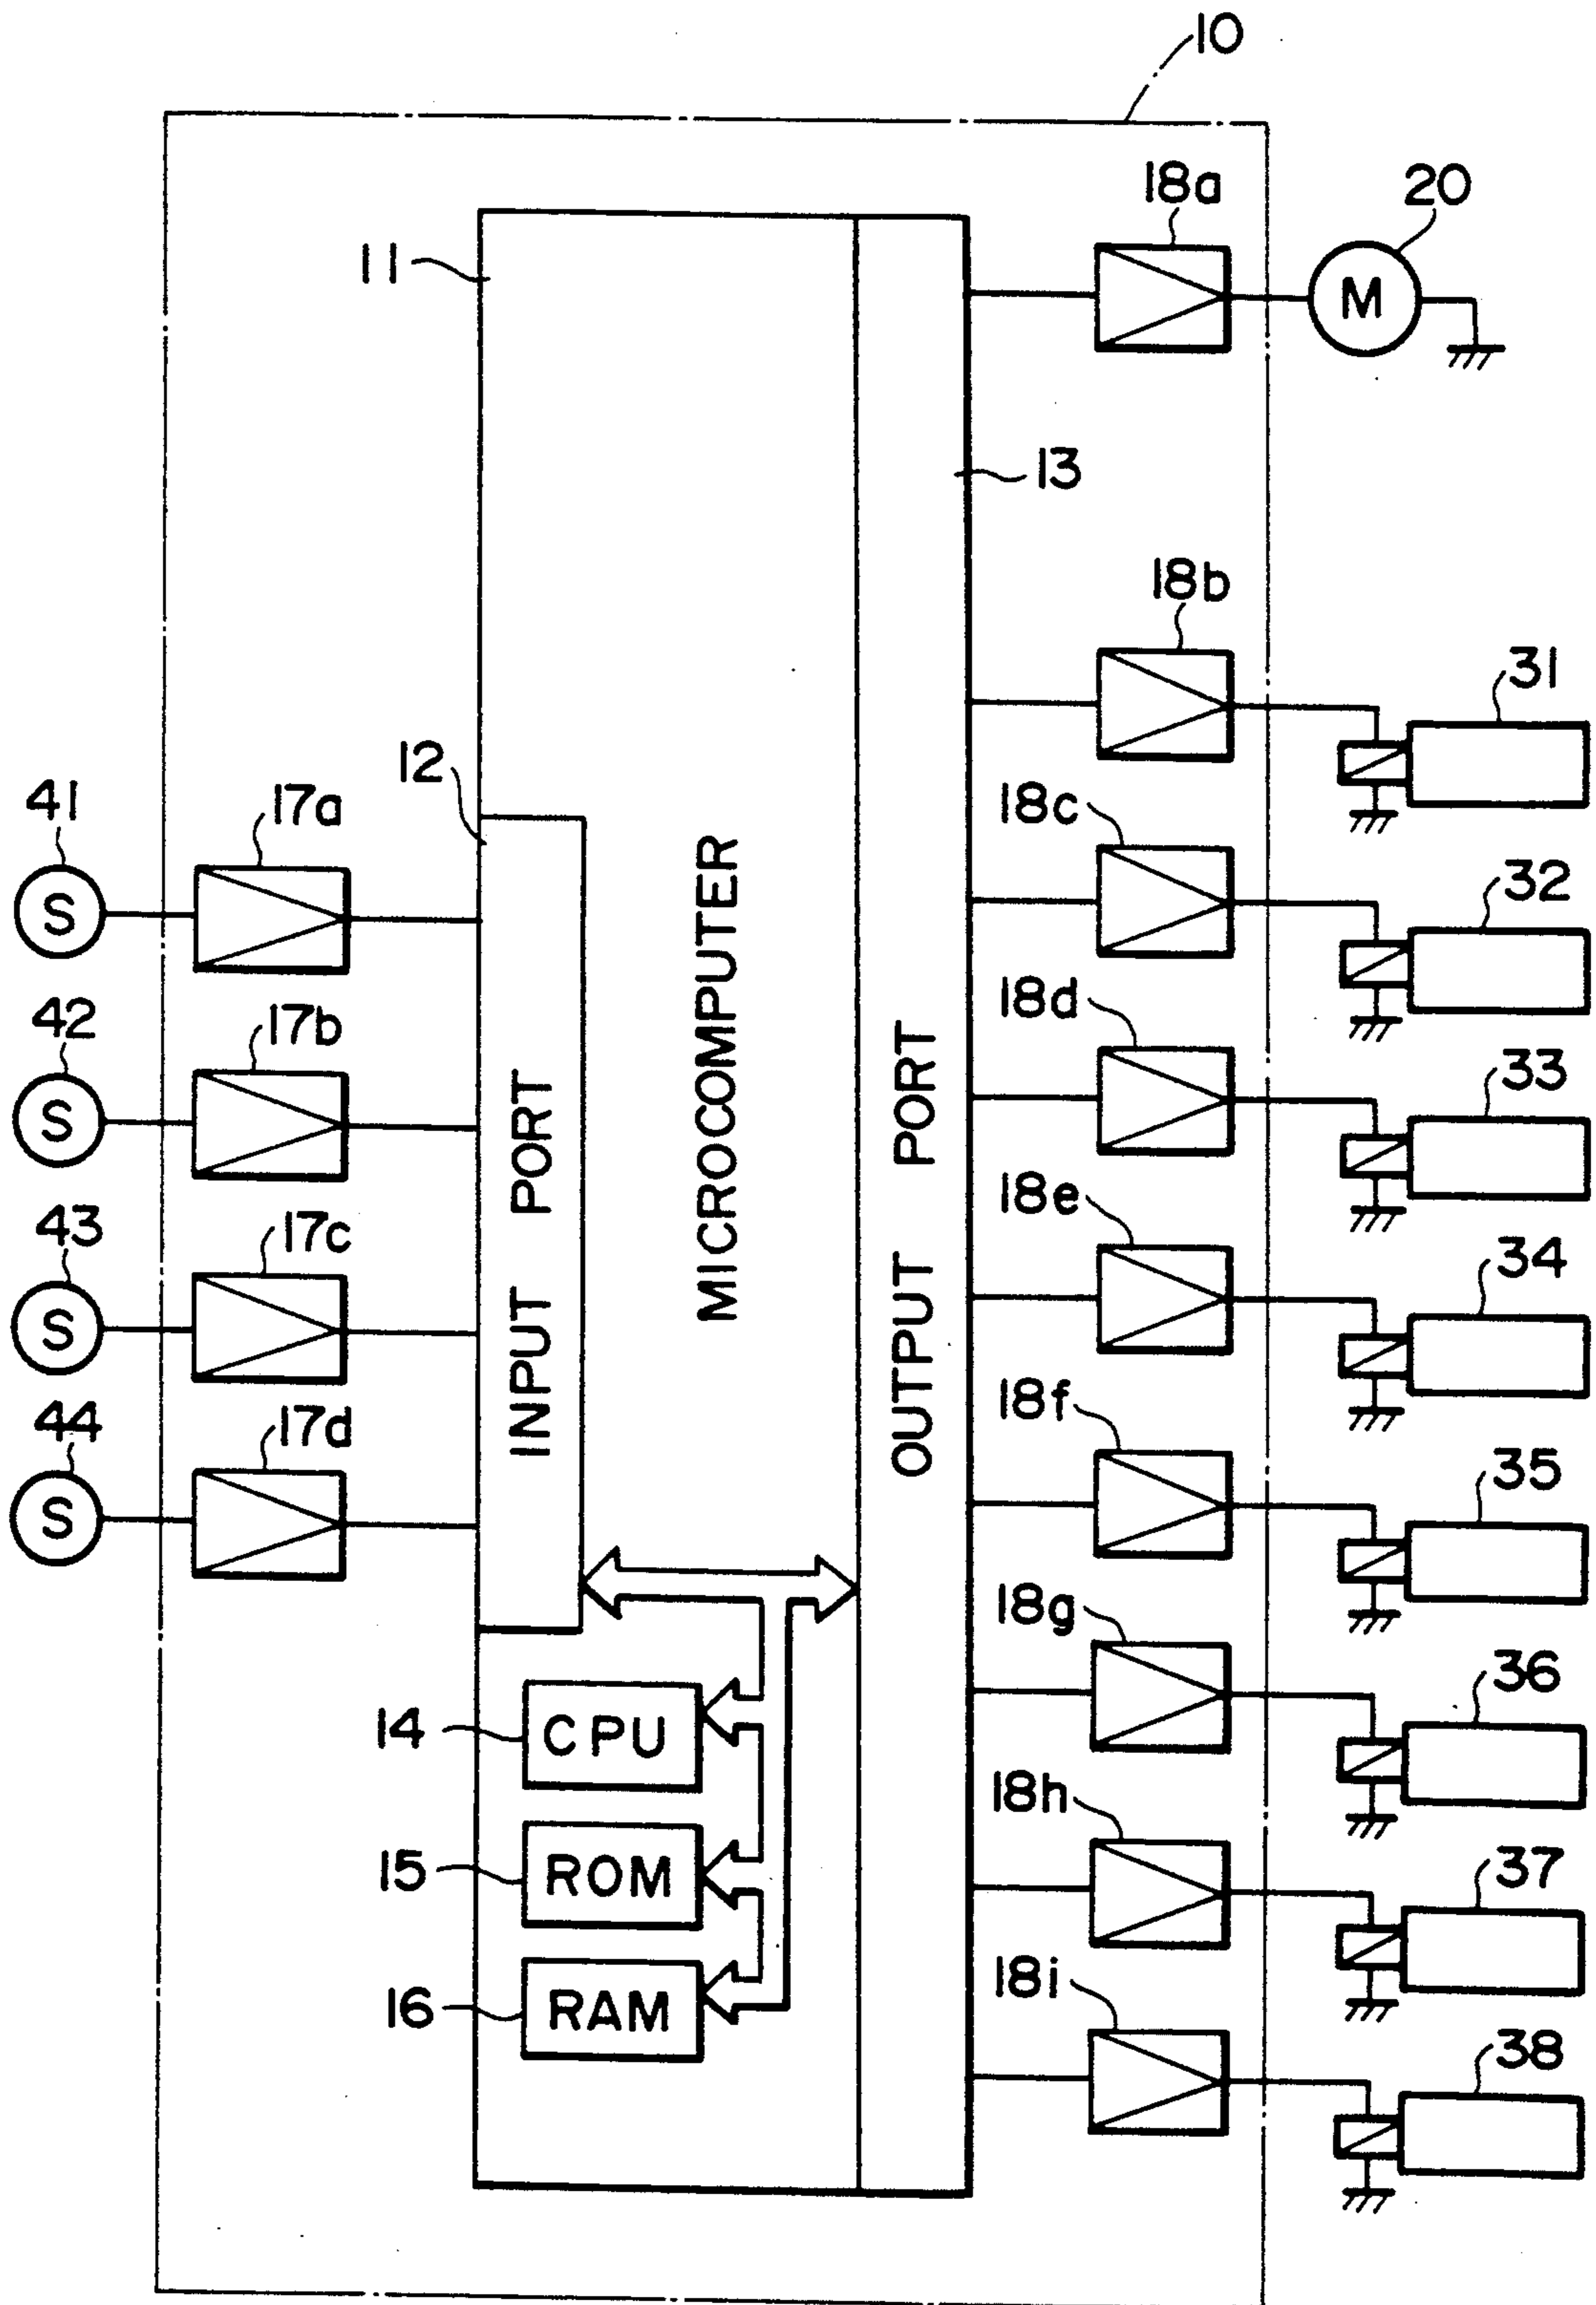 10
18a
20
11
M
13
18b
31
12
41
17a
18c
S
32
42
17b
18d
S
33
43
17c
18e
S
34
44
17d
18f
S
35
INPUT PORT
MICROCOMPUTER
OUTPUT PORT
18g
36
14
CPU
18h
37
15
ROM
18i
16
RAM
38